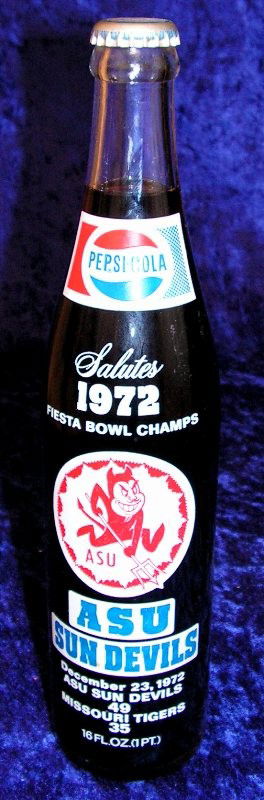 PEPSI-COLA
Salutes
1972
FIESTA BOWL CHAMPS
ASU
ASU
SUN DEVILS
December 23, 1972
ASU SUN DEVILS
49
MISSOURI TIGERS
35
16 FL. OZ. (1 PT.)